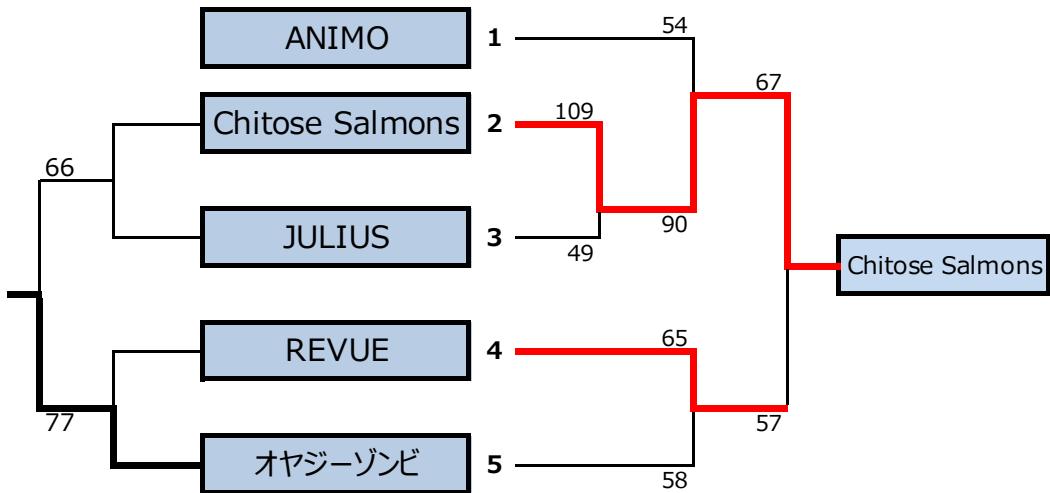 ANIMO 1 54
67
Chitose Salmons 2 109
66
90
JULIUS 3 49
Chitose Salmons
REVUE 4 65
77
57
オヤジーゾンビ 5 58